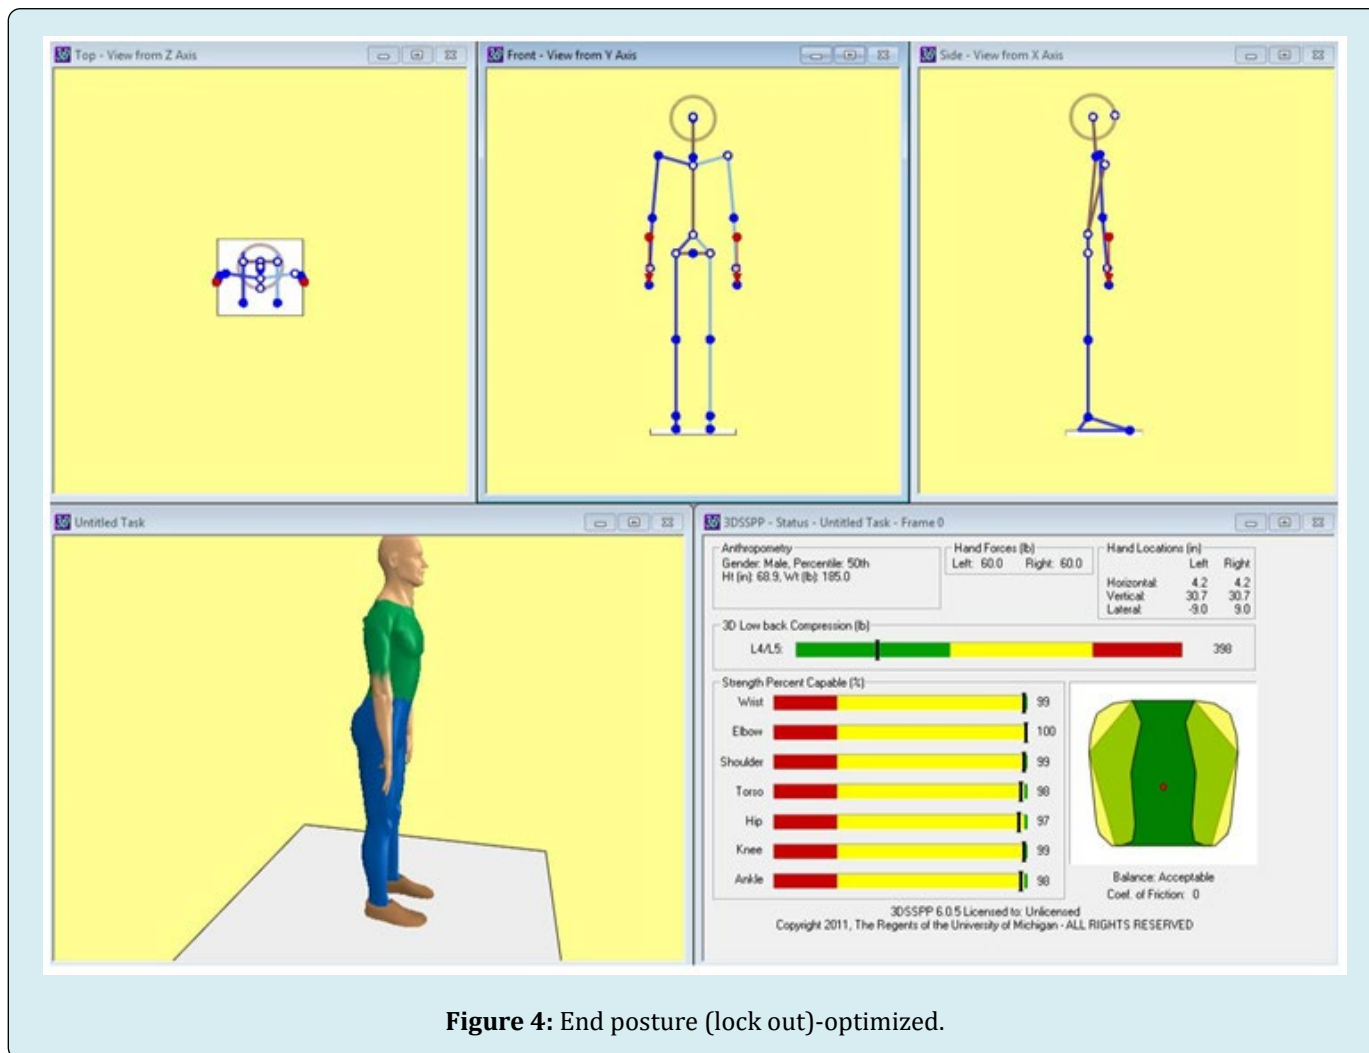 Top - View from Z Axis
Front - View from Y Axis
Side - View from X Axis
Untitled Task
3DSSPP - Status - Untitled Task - Frame 0
Anthropometry
Gender: Male, Percentile: 50th
Ht (in): 68.9, Wt (lb): 185.0
Hand Forces (lb)
Left: 60.0 Right: 60.0
Hand Locations (in)
Left Right
Horizontal: 4.2 4.2
Vertical: 30.7 30.7
Lateral: -9.0 9.0
3D Low back Compression (lb)
L4/L5: 398
Strength Percent Capable (%)
Wrist 99
Elbow 100
Shoulder 99
Torso 98
Hip 97
Knee 99
Ankle 98
Balance: Acceptable
Coef. of Friction: 0
3DSSPP 6.0.5 Licensed to: Unlicensed
Copyright 2011, The Regents of the University of Michigan - ALL RIGHTS RESERVED
Figure 4: End posture (lock out)-optimized.